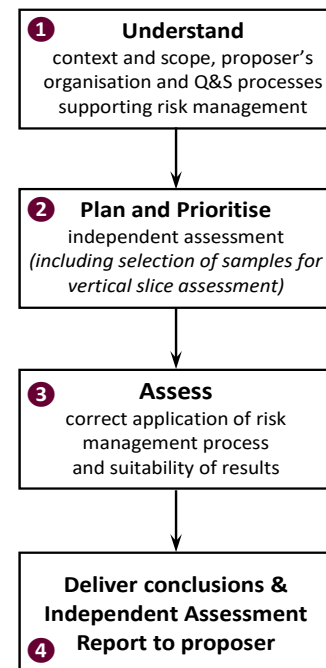 1 Understand
context and scope, proposer's
organisation and Q&S processes
supporting risk management
2 Plan and Prioritise
independent assessment
(including selection of samples for
vertical slice assessment)
3 Assess
correct application of risk
management process
and suitability of results
Deliver conclusions &
Independent Assessment
4 Report to proposer